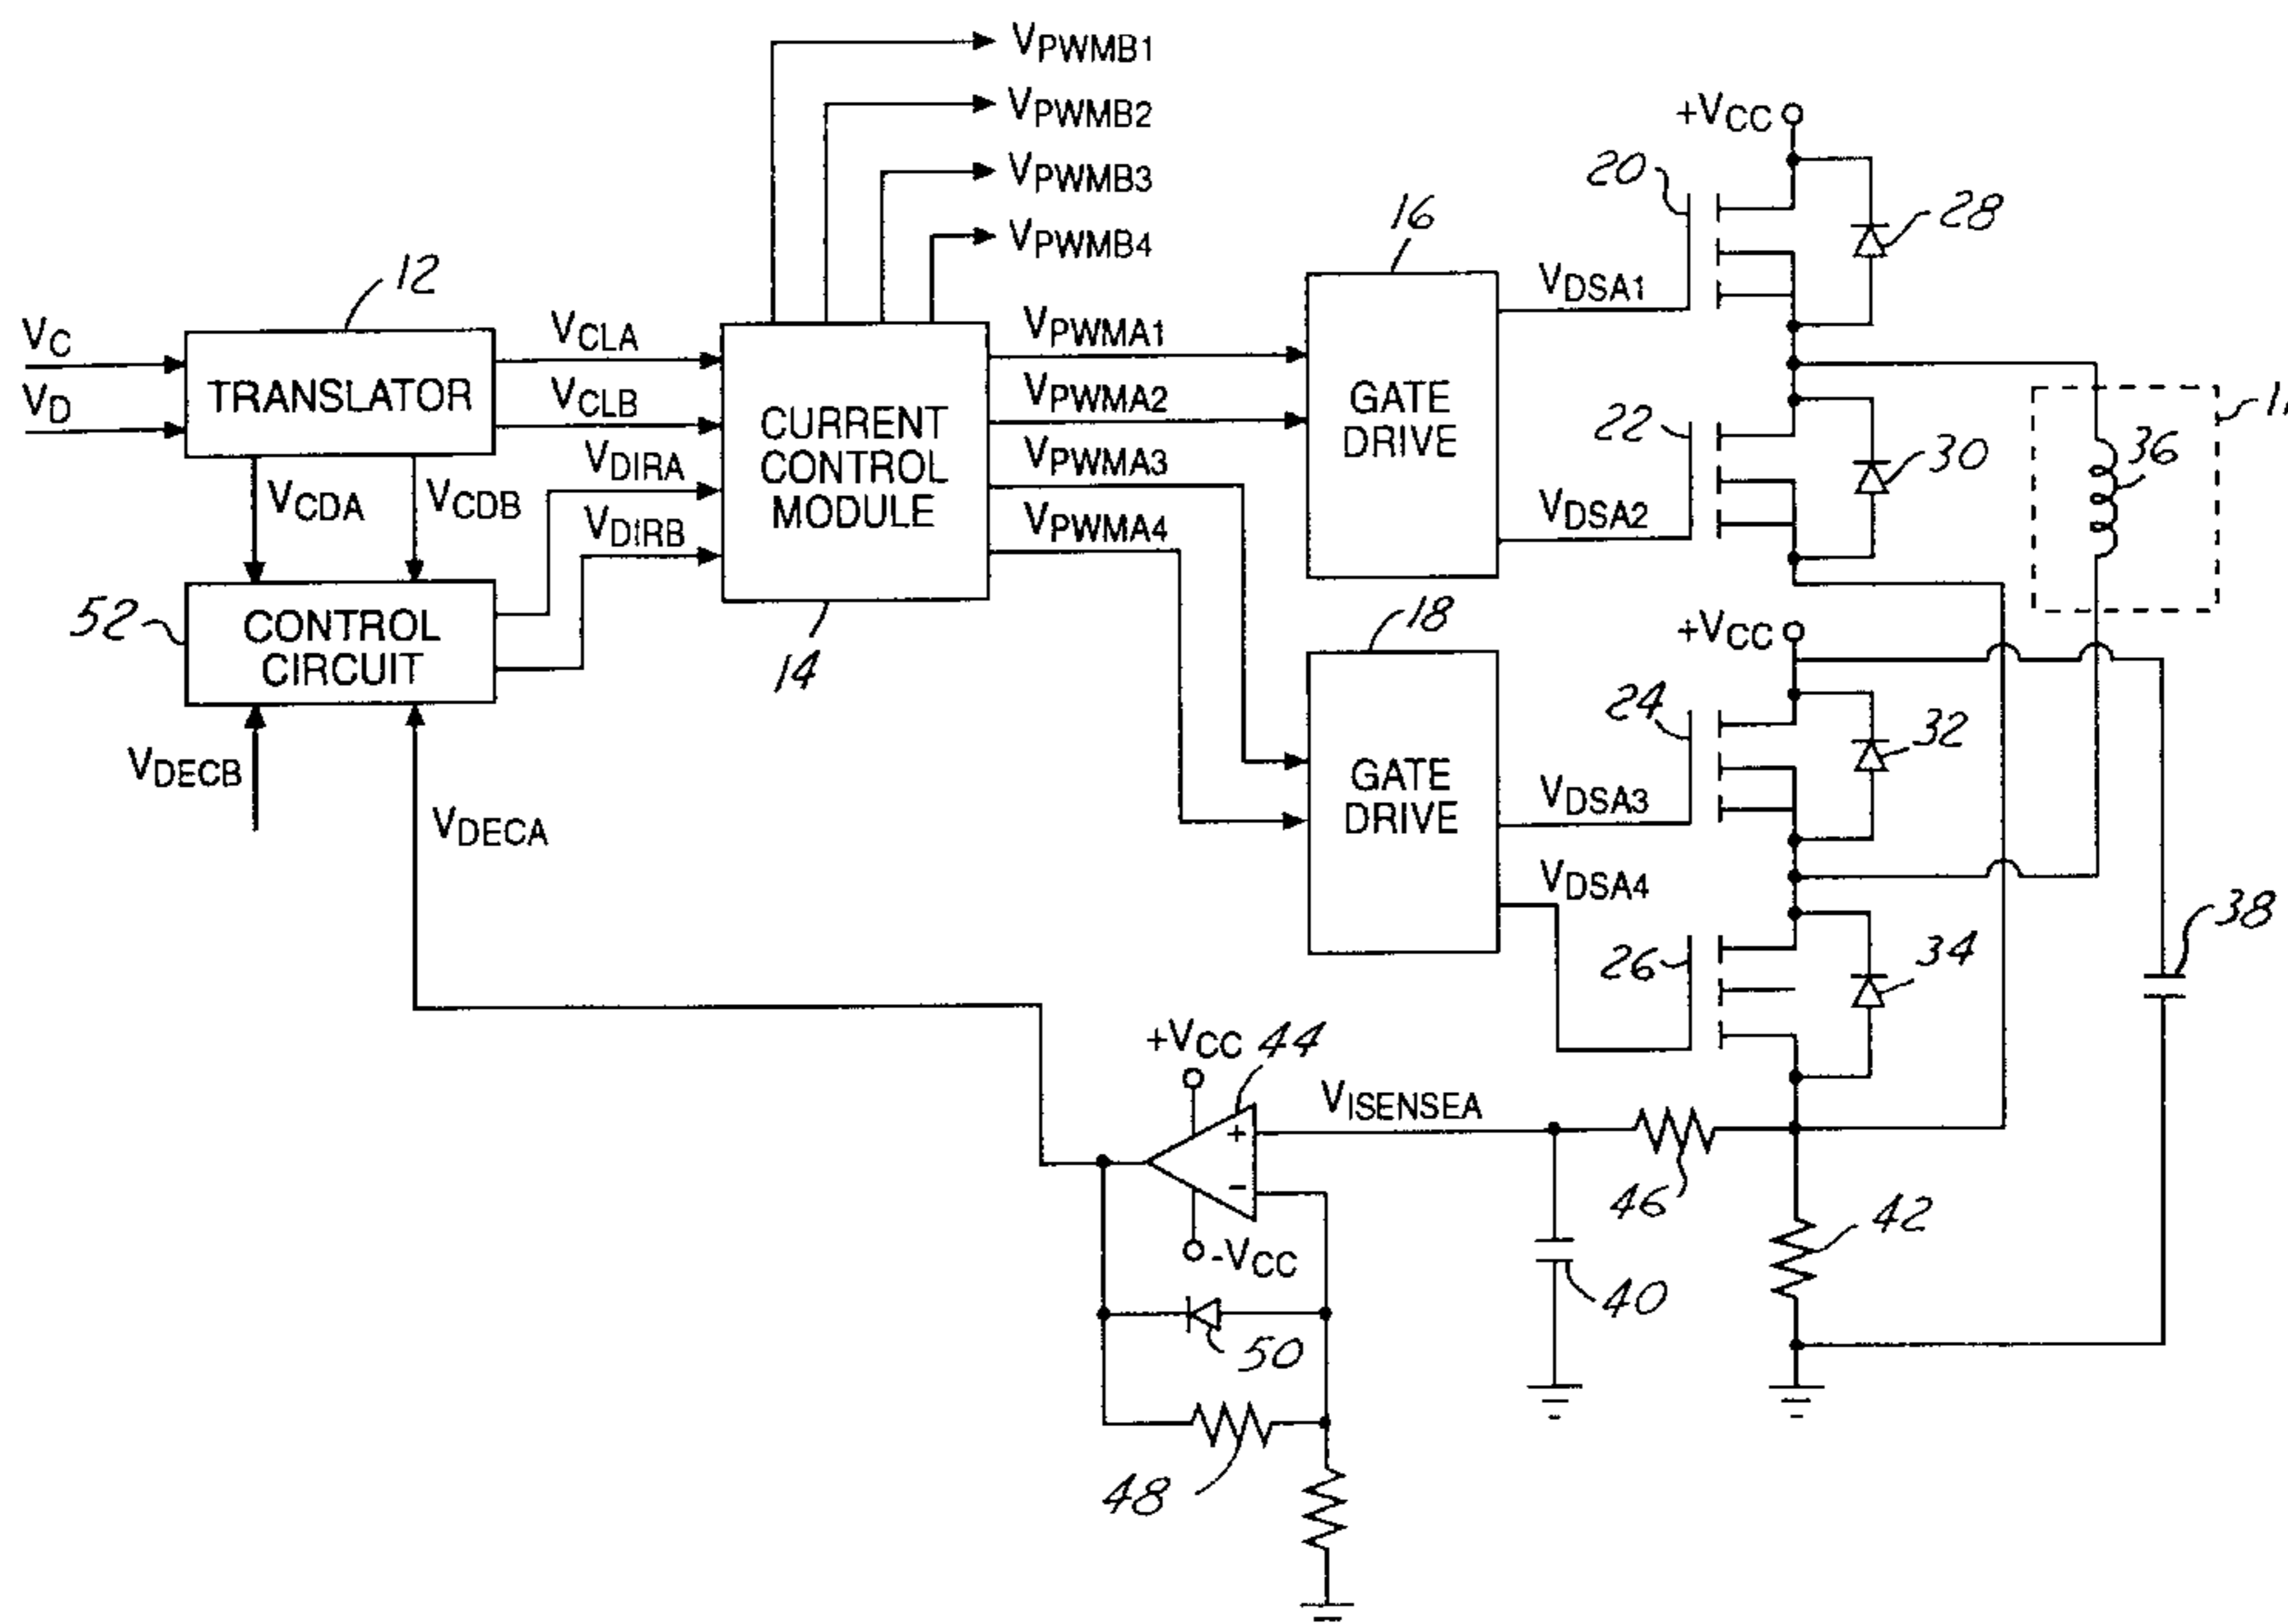 VPWMB1
VPWMB2
VPWMB3
VPWMB4
+VCC
20
28
16
12
VC
VD
TRANSLATOR
VCLA
VCLB
VDIRA
VDIRB
VCDA
VCDB
CURRENT
CONTROL
MODULE
14
VPWMA1
VPWMA2
VPWMA3
VPWMA4
GATE
DRIVE
VDSA1
VDSA2
22
30
36
52
CONTROL
CIRCUIT
VDECB
VDECA
18
GATE
DRIVE
+VCC
24
32
VDSA3
VDSA4
26
34
38
+VCC
44
+
-
-VCC
VISENSEA
46
42
40
50
48